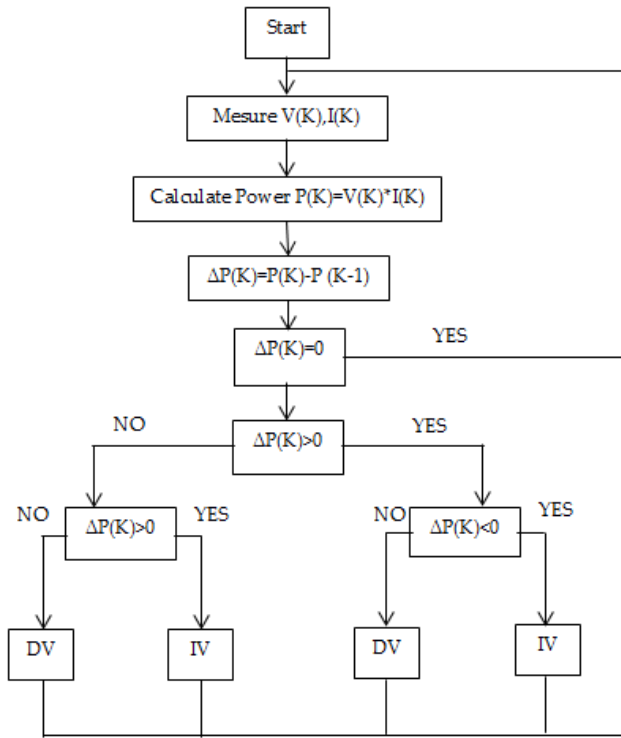 Start
Mesure V(K),I(K)
Calculate Power P(K)=V(K)*I(K)
ΔP(K)=P(K)-P (K-1)
ΔP(K)=0
YES
ΔP(K)>0
NO
YES
ΔP(K)>0
NO
YES
ΔP(K)<0
NO
YES
DV
IV
DV
IV